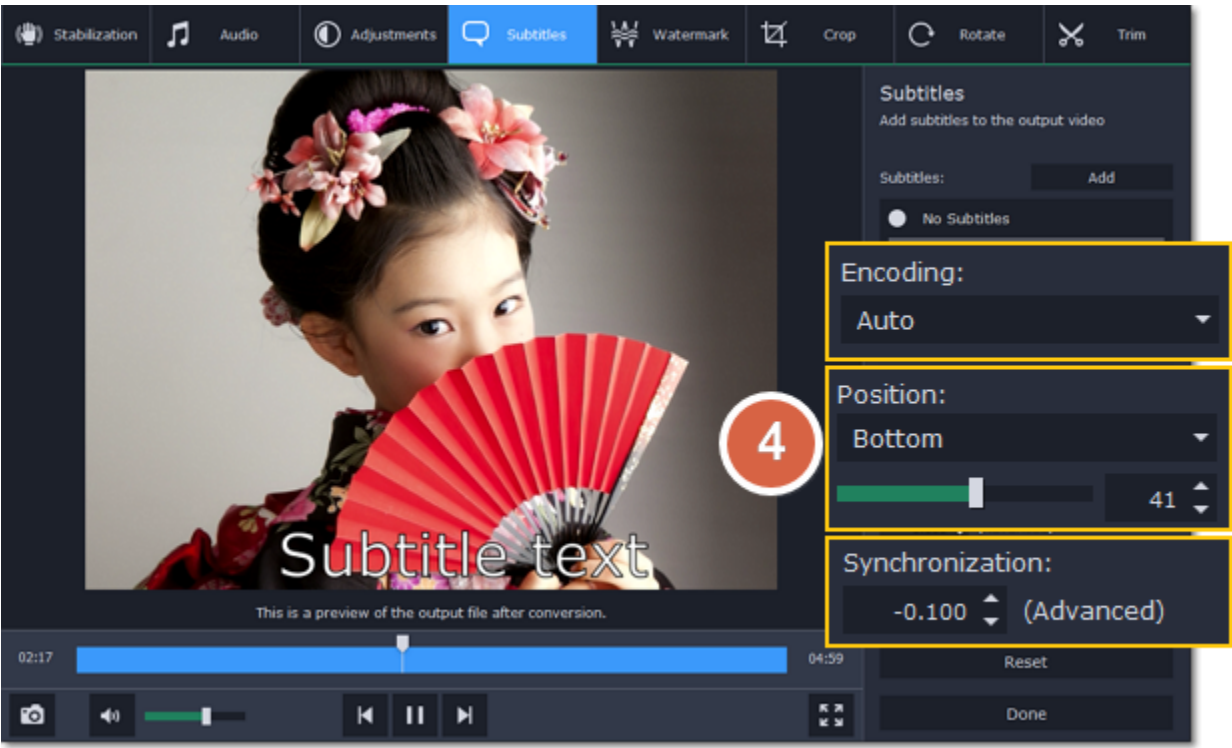 Stabilization
Audio
Adjustments
Subtitles
Watermark
Crop
Rotate
Trim
Subtitles
Add subtitles to the output video
Subtitles:
Add
No Subtitles
Encoding:
Auto
Position:
Bottom
4
41
Synchronization:
-0.100 (Advanced)
Subtitle text
This is a preview of the output file after conversion.
02:17
04:59
Reset
Done